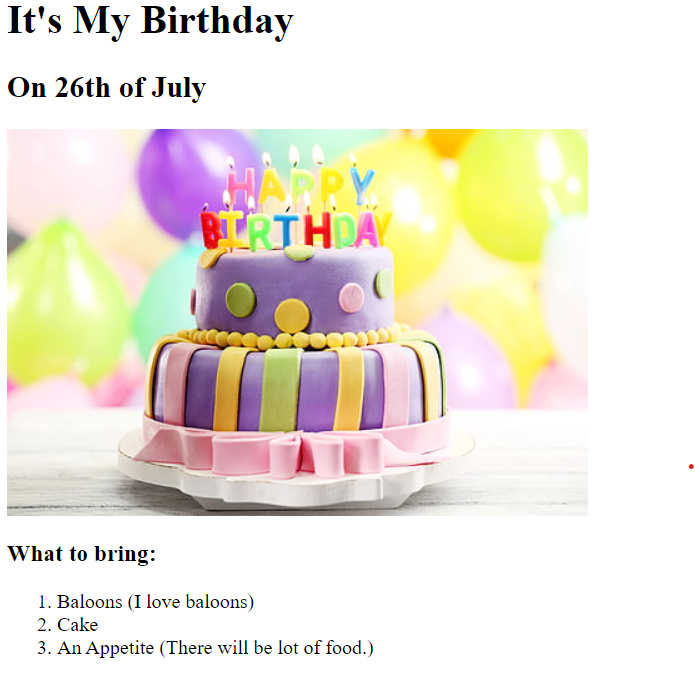 It's My Birthday
On 26th of July
HAPPY
BIRTHDAY
What to bring:
1. Baloons (I love baloons)
2. Cake
3. An Appetite (There will be lot of food.)